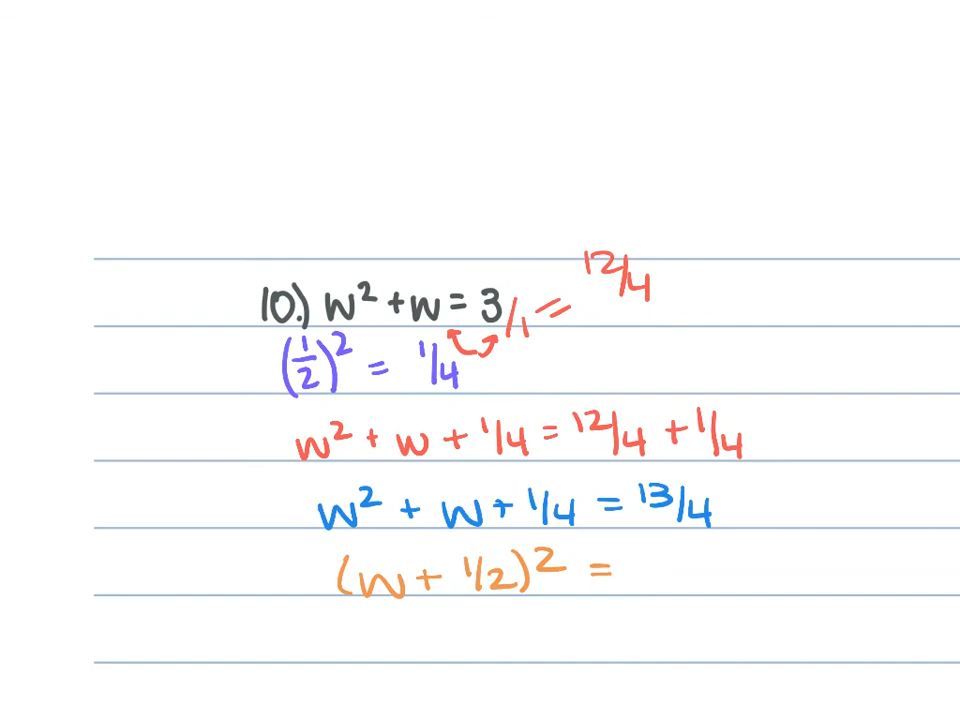 10.) w² + w = 3/1 = 12/4
(1/2)² = 1/4
w² + w + 1/4 = 12/4 + 1/4
w² + w + 1/4 = 13/4
(w + 1/2)² =